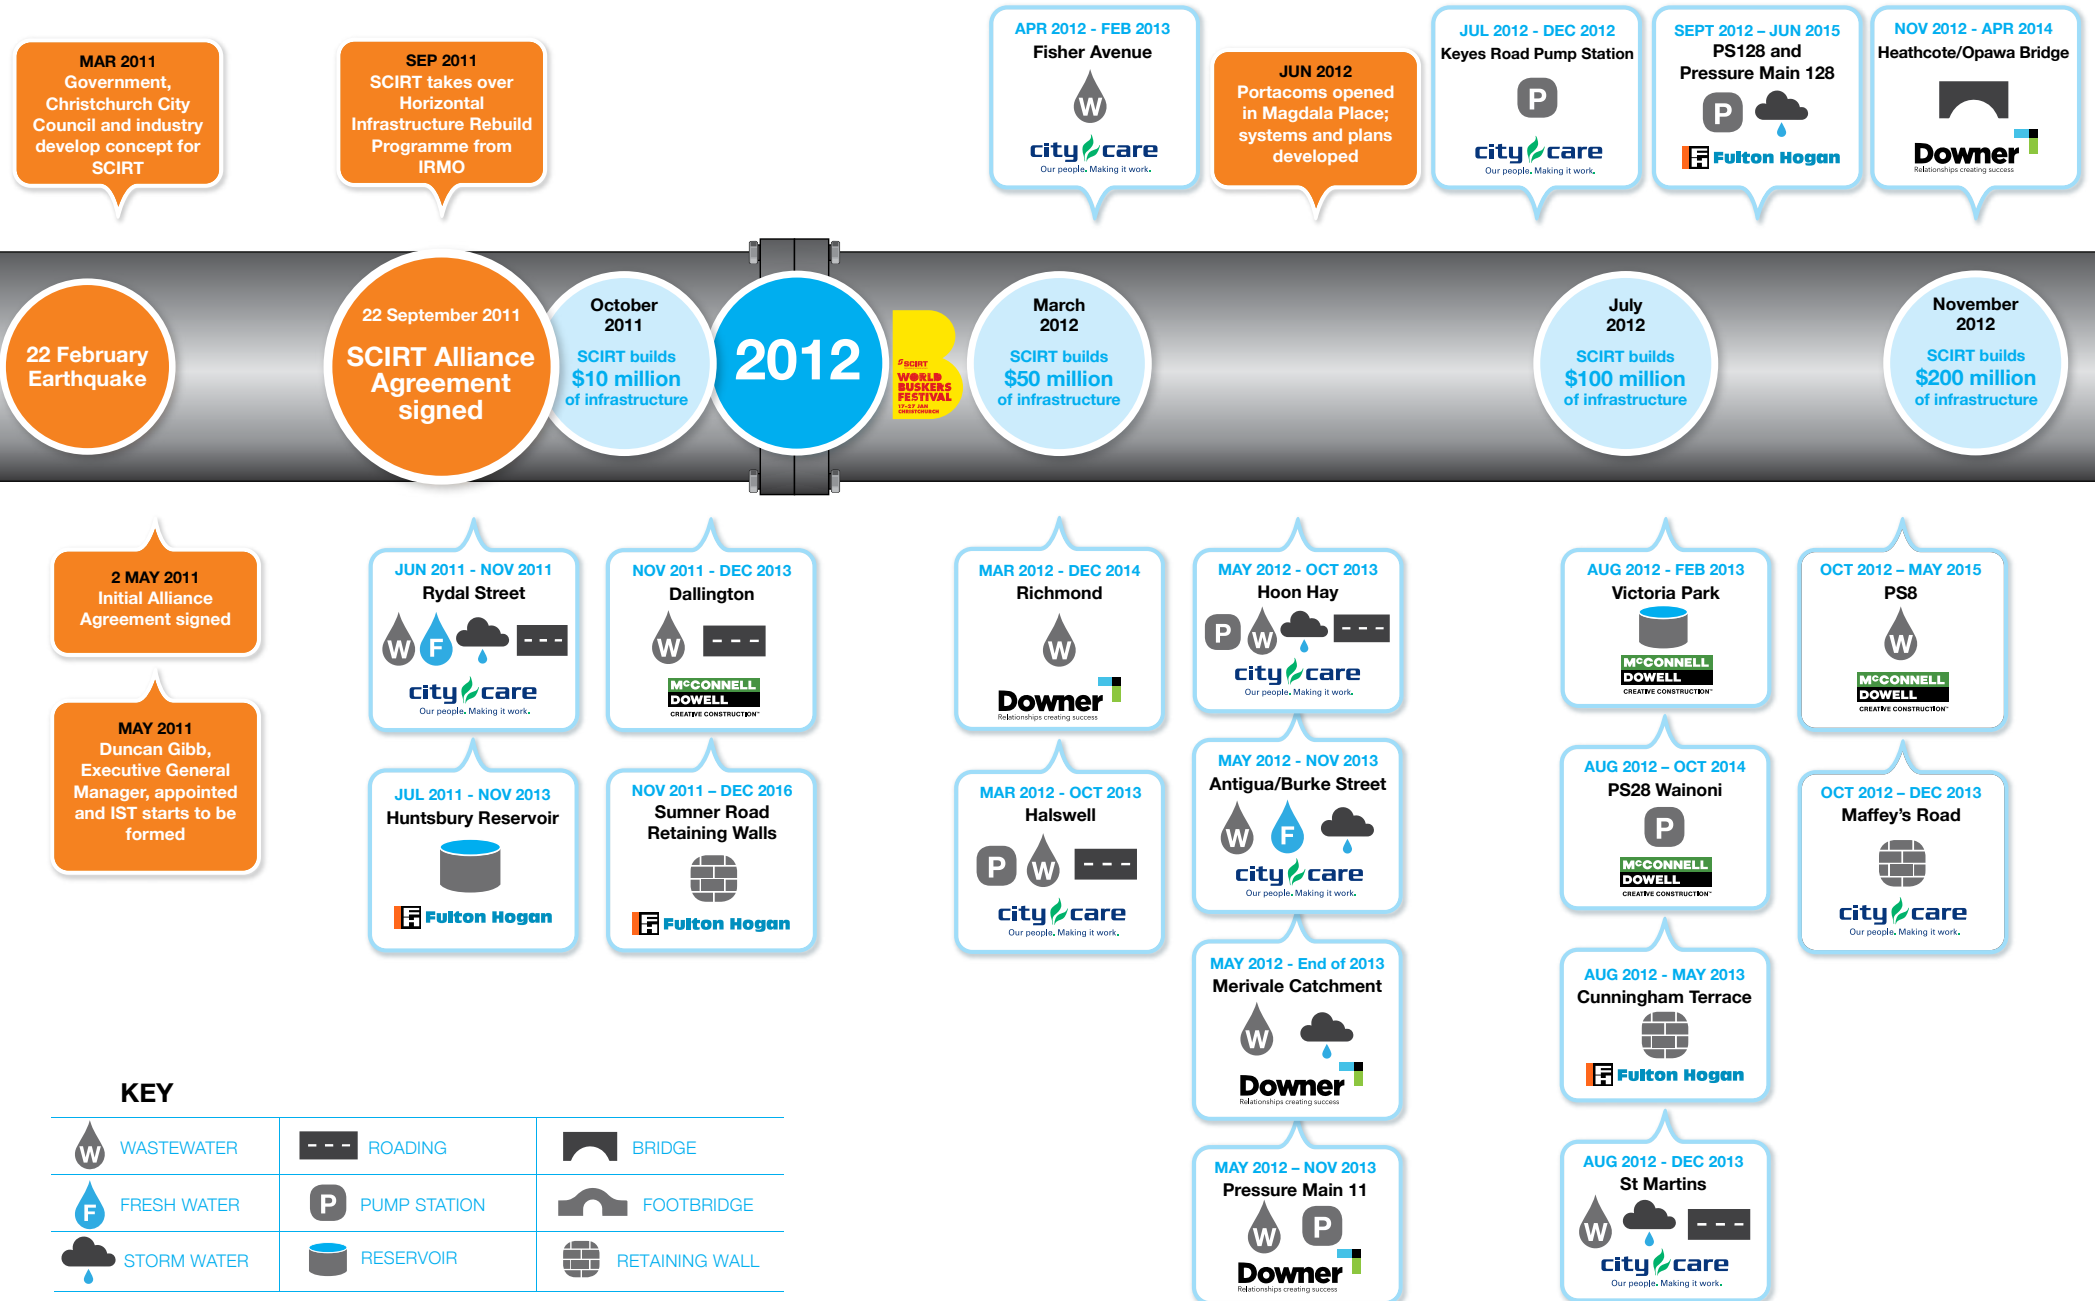 MAR 2011
Government,
Christchurch City
Council and industry
develop concept for
SCIRT
SEP 2011
SCIRT takes over
Horizontal
Infrastructure Rebuild
Programme from
IRMO
APR 2012 - FEB 2013
Fisher Avenue
W
city care
Our people. Making it work.
JUN 2012
Portacoms opened
in Magdala Place;
systems and plans
developed
JUL 2012 - DEC 2012
Keyes Road Pump Station
P
city care
Our people. Making it work.
SEPT 2012 – JUN 2015
PS128 and
Pressure Main 128
P
Fulton Hogan
NOV 2012 - APR 2014
Heathcote/Opawa Bridge
Downer
Relationships creating success
22 February
Earthquake
22 September 2011
SCIRT Alliance
Agreement
signed
October
2011
SCIRT builds
$10 million
of infrastructure
2012
SCIRT
WORLD
BUSKERS
FESTIVAL
17-27 JAN
CHRISTCHURCH
March
2012
SCIRT builds
$50 million
of infrastructure
July
2012
SCIRT builds
$100 million
of infrastructure
November
2012
SCIRT builds
$200 million
of infrastructure
2 MAY 2011
Initial Alliance
Agreement signed
MAY 2011
Duncan Gibb,
Executive General
Manager, appointed
and IST starts to be
formed
JUN 2011 - NOV 2011
Rydal Street
W F
city care
Our people. Making it work.
JUL 2011 - NOV 2013
Huntsbury Reservoir
Fulton Hogan
NOV 2011 - DEC 2013
Dallington
W
McCONNELL
DOWELL
CREATIVE CONSTRUCTION™
NOV 2011 – DEC 2016
Sumner Road
Retaining Walls
Fulton Hogan
MAR 2012 - DEC 2014
Richmond
W
Downer
Relationships creating success
MAR 2012 - OCT 2013
Halswell
P W
city care
Our people. Making it work.
MAY 2012 - OCT 2013
Hoon Hay
P W
city care
Our people. Making it work.
MAY 2012 - NOV 2013
Antigua/Burke Street
W F
city care
Our people. Making it work.
MAY 2012 - End of 2013
Merivale Catchment
W
Downer
Relationships creating success
MAY 2012 – NOV 2013
Pressure Main 11
W P
Downer
Relationships creating success
AUG 2012 - FEB 2013
Victoria Park
McCONNELL
DOWELL
CREATIVE CONSTRUCTION™
AUG 2012 – OCT 2014
PS28 Wainoni
P
McCONNELL
DOWELL
CREATIVE CONSTRUCTION™
AUG 2012 - MAY 2013
Cunningham Terrace
Fulton Hogan
AUG 2012 - DEC 2013
St Martins
W
city care
Our people. Making it work.
OCT 2012 – MAY 2015
PS8
W
McCONNELL
DOWELL
CREATIVE CONSTRUCTION™
OCT 2012 – DEC 2013
Maffey's Road
city care
Our people. Making it work.
KEY
W WASTEWATER
ROADING
BRIDGE
F FRESH WATER
P PUMP STATION
FOOTBRIDGE
STORM WATER
RESERVOIR
RETAINING WALL